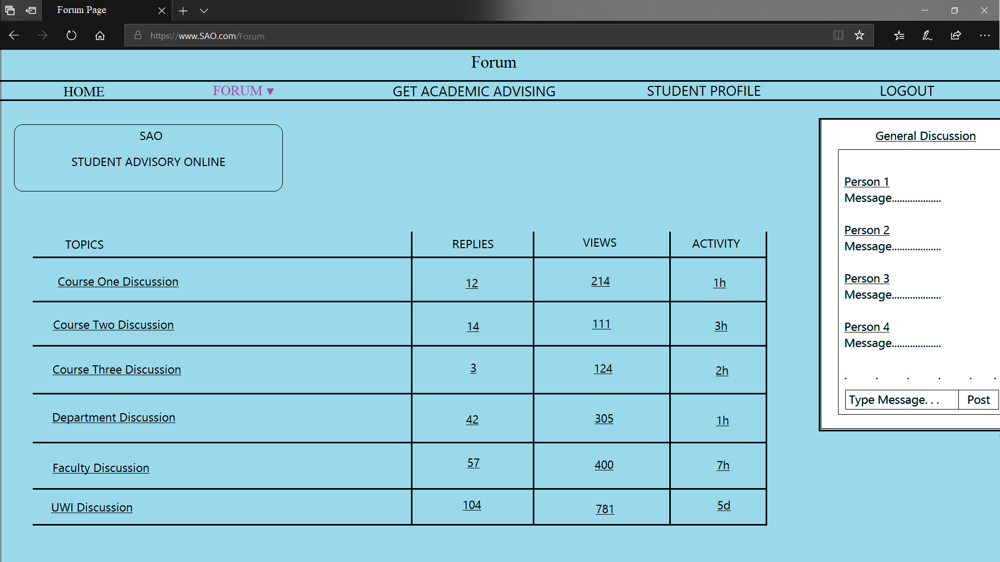 Forum Page
https://www.SAO.com/Forum
Forum
HOME
FORUM ▼
GET ACADEMIC ADVISING
STUDENT PROFILE
LOGOUT
SAO
STUDENT ADVISORY ONLINE
TOPICS REPLIES VIEWS ACTIVITY
Course One Discussion 12 214 1h
Course Two Discussion 14 111 3h
Course Three Discussion 3 124 2h
Department Discussion 42 305 1h
Faculty Discussion 57 400 7h
UWI Discussion 104 781 5d
General Discussion
Person 1
Message...................
Person 2
Message...................
Person 3
Message...................
Person 4
Message...................
. . . . . .
Type Message. . .
Post